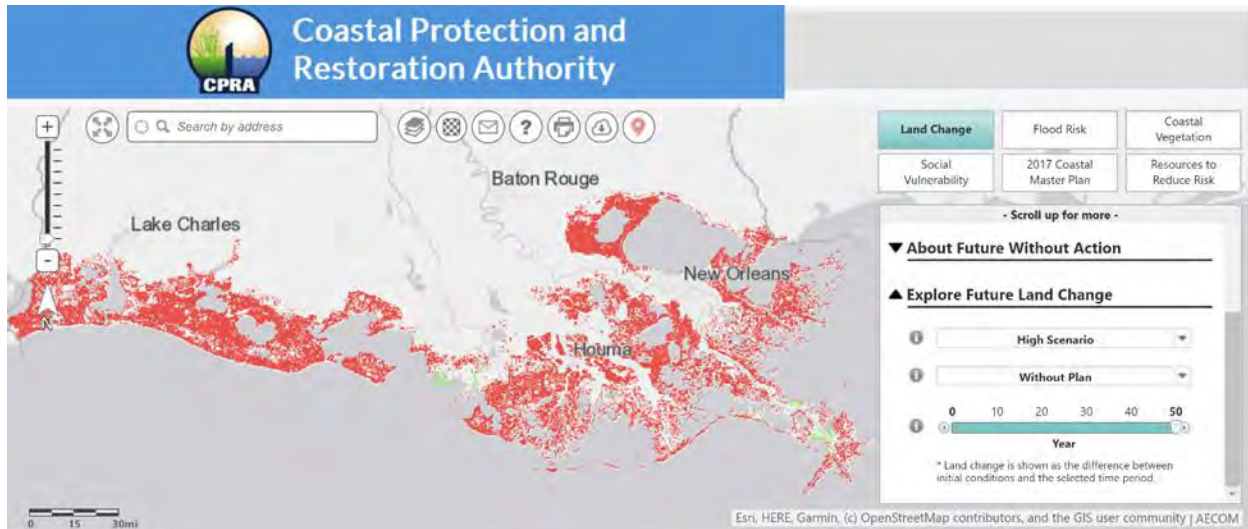 Coastal Protection and
Restoration Authority
CPRA
Search by address
?
Land Change
Flood Risk
Coastal
Vegetation
Social
Vulnerability
2017 Coastal
Master Plan
Resources to
Reduce Risk
- Scroll up for more -
About Future Without Action
Explore Future Land Change
High Scenario
Without Plan
0 10 20 30 40 50
Year
* Land change is shown as the difference between
initial conditions and the selected time period.
+
-
N
Baton Rouge
Lake Charles
New Orleans
Houma
0 15 30mi
Esri, HERE, Garmin, (c) OpenStreetMap contributors, and the GIS user community | AECOM